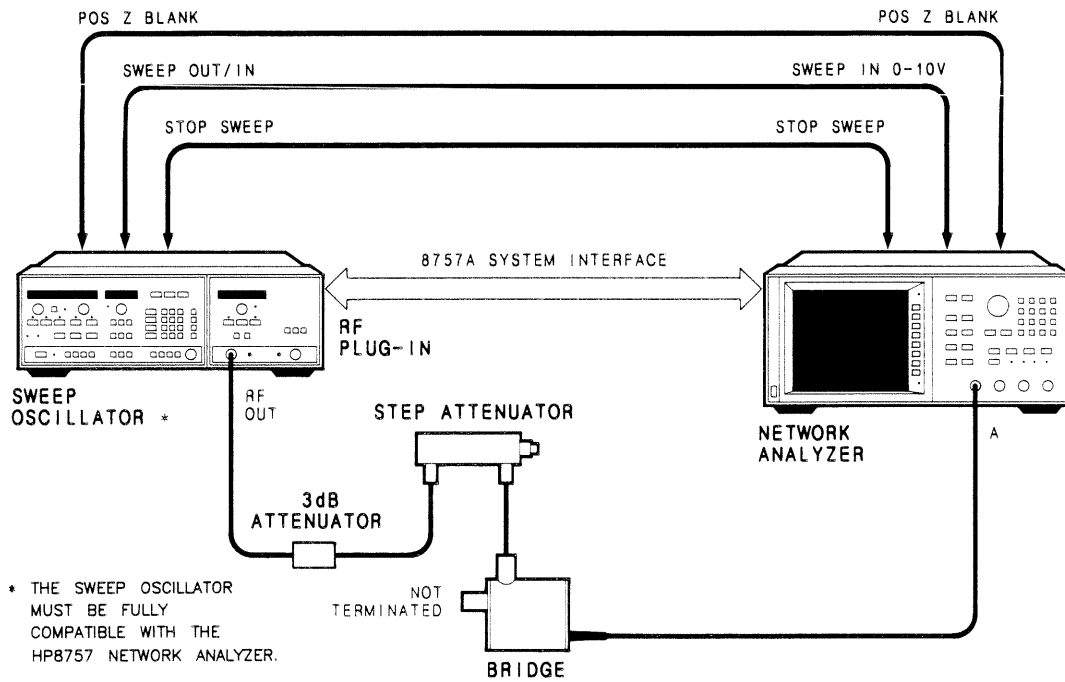 POS Z BLANK
POS Z BLANK
SWEEP OUT/IN
SWEEP IN 0-10V
STOP SWEEP
STOP SWEEP
8757A SYSTEM INTERFACE
RF
PLUG-IN
SWEEP
OSCILLATOR *
RF
OUT
STEP ATTENUATOR
NETWORK
ANALYZER
A
3dB
ATTENUATOR
NOT
TERMINATED
BRIDGE
* THE SWEEP OSCILLATOR
MUST BE FULLY
COMPATIBLE WITH THE
HP8757 NETWORK ANALYZER.